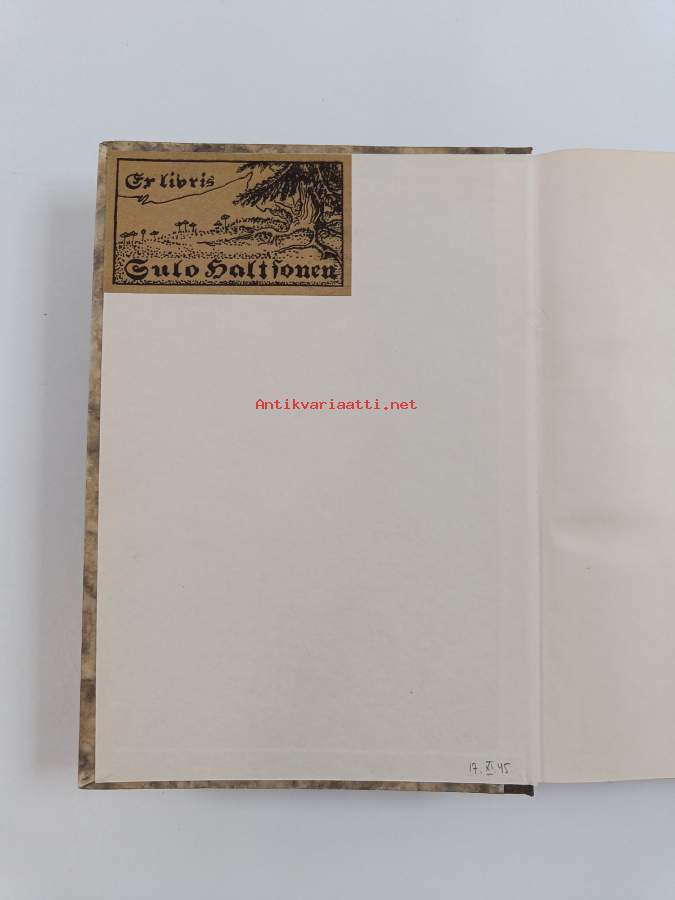 Ex libris
Sulo Haltſonen
Antikvariaatti.net
17. XI. 45